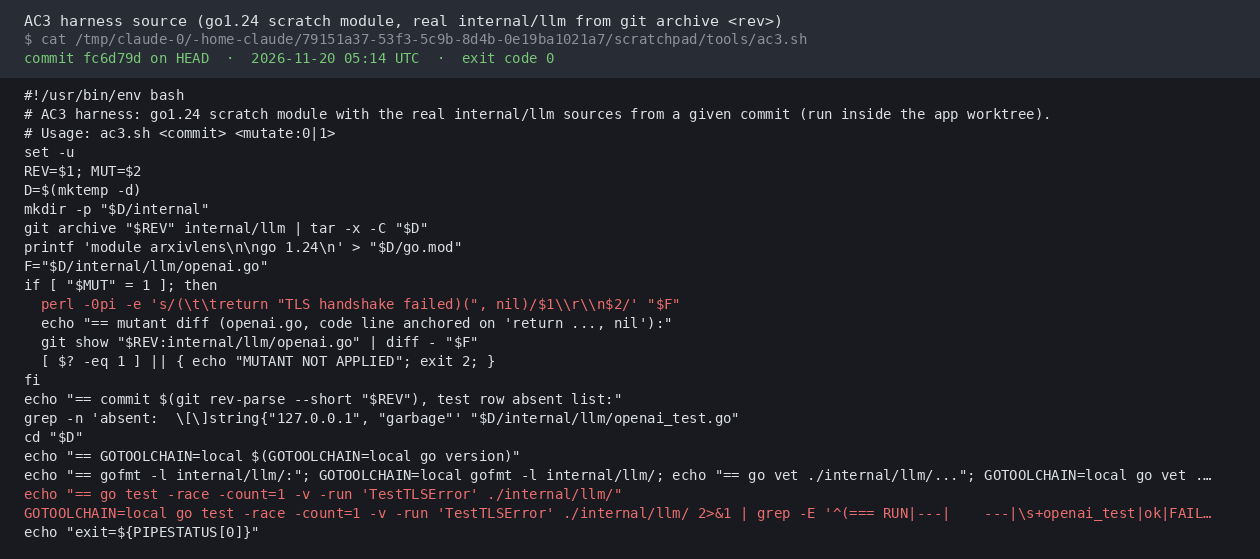 AC3 harness source (go1.24 scratch module, real internal/llm from git archive <rev>)
$ cat /tmp/claude-0/-home-claude/79151a37-53f3-5c9b-8d4b-0e19ba1021a7/scratchpad/tools/ac3.sh
commit fc6d79d on HEAD  ·  2026-11-20 05:14 UTC  ·  exit code 0
#!/usr/bin/env bash
# AC3 harness: go1.24 scratch module with the real internal/llm sources from a given commit (run inside the app worktree).
# Usage: ac3.sh <commit> <mutate:0|1>
set -u
REV=$1; MUT=$2
D=$(mktemp -d)
mkdir -p "$D/internal"
git archive "$REV" internal/llm | tar -x -C "$D"
printf 'module arxivlens\n\ngo 1.24\n' > "$D/go.mod"
F="$D/internal/llm/openai.go"
if [ "$MUT" = 1 ]; then
  perl -0pi -e 's/(\t\treturn "TLS handshake failed)(", nil)/$1\\r\\n$2/' "$F"
  echo "== mutant diff (openai.go, code line anchored on 'return ..., nil'):"
  git show "$REV:internal/llm/openai.go" | diff - "$F"
  [ $? -eq 1 ] || { echo "MUTANT NOT APPLIED"; exit 2; }
fi
echo "== commit $(git rev-parse --short "$REV"), test row absent list:"
grep -n 'absent:  \[\]string{"127.0.0.1", "garbage"' "$D/internal/llm/openai_test.go"
cd "$D"
echo "== GOTOOLCHAIN=local $(GOTOOLCHAIN=local go version)"
echo "== gofmt -l internal/llm/:"; GOTOOLCHAIN=local gofmt -l internal/llm/; echo "== go vet ./internal/llm/..."; GOTOOLCHAIN=local go vet .…
echo "== go test -race -count=1 -v -run 'TestTLSError' ./internal/llm/"
GOTOOLCHAIN=local go test -race -count=1 -v -run 'TestTLSError' ./internal/llm/ 2>&1 | grep -E '^(=== RUN|---|    ---|\s+openai_test|ok|FAIL…
echo "exit=${PIPESTATUS[0]}"